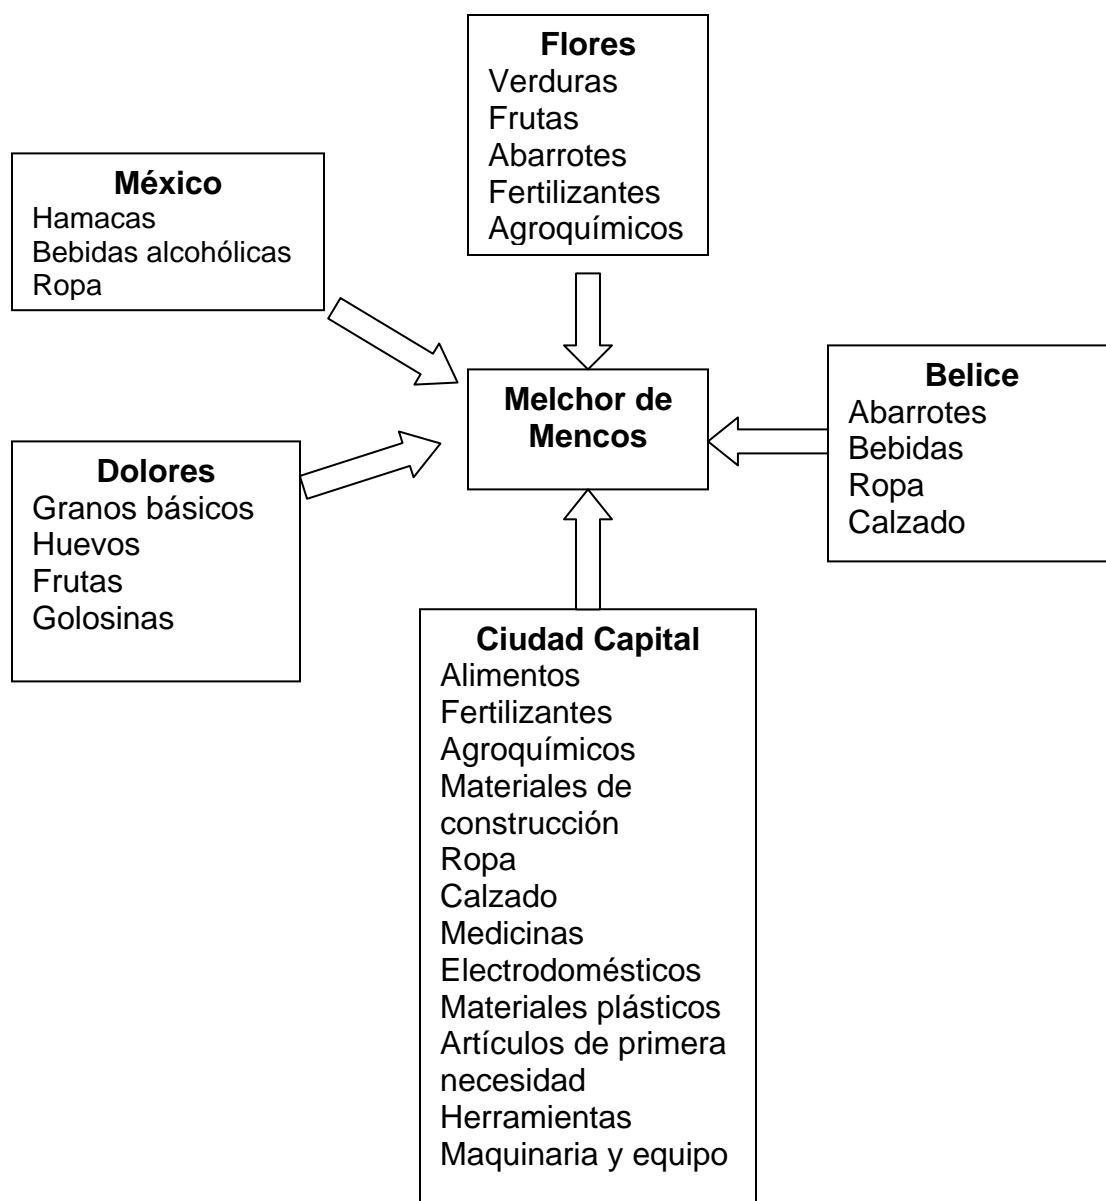 Flores
Verduras
Frutas
Abarrotes
Fertilizantes
Agroquímicos
México
Hamacas
Bebidas alcohólicas
Ropa
Melchor de
Mencos
Belice
Abarrotes
Bebidas
Ropa
Calzado
Dolores
Granos básicos
Huevos
Frutas
Golosinas
Ciudad Capital
Alimentos
Fertilizantes
Agroquímicos
Materiales de
construcción
Ropa
Calzado
Medicinas
Electrodomésticos
Materiales plásticos
Artículos de primera
necesidad
Herramientas
Maquinaria y equipo